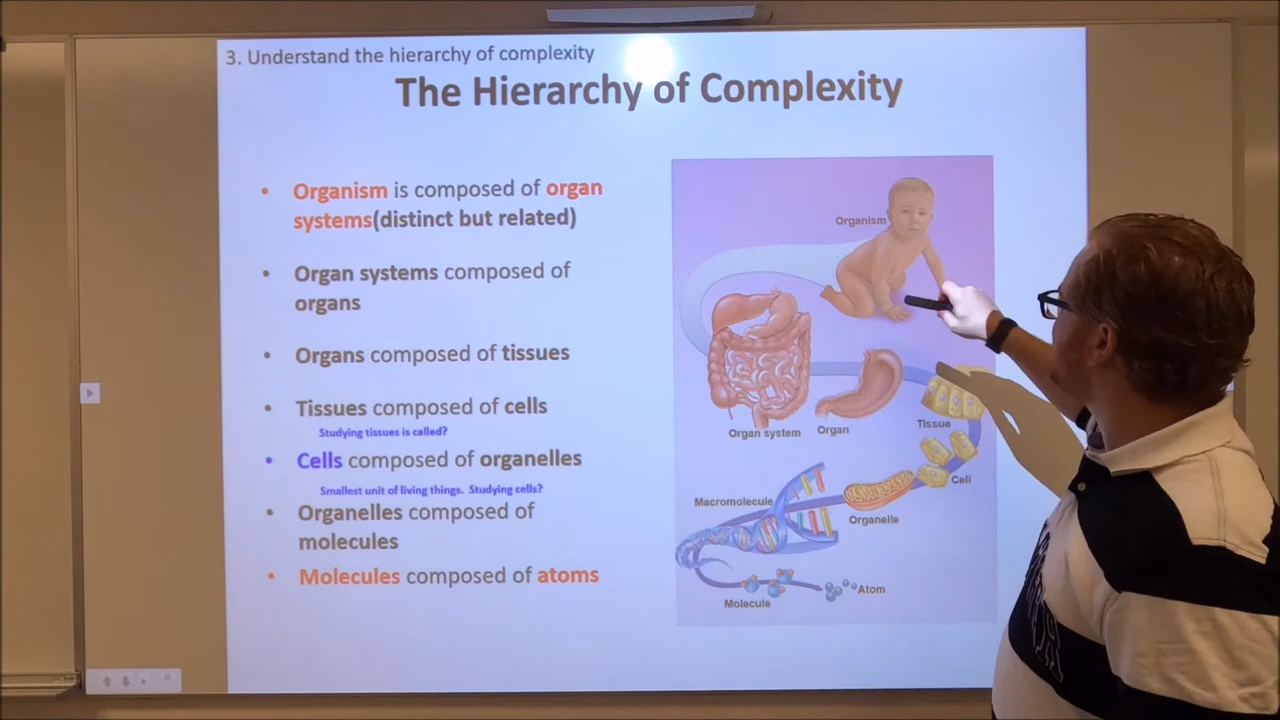 3. Understand the hierarchy of complexity
The Hierarchy of Complexity
• Organism is composed of organ
systems(distinct but related)
• Organ systems composed of
organs
• Organs composed of tissues
• Tissues composed of cells
Studying tissues is called?
• Cells composed of organelles
Smallest unit of living things. Studying cells?
• Organelles composed of
molecules
• Molecules composed of atoms
Organism
Organ system
Organ
Tissue
Cell
Macromolecule
Organelle
Molecule
Atom